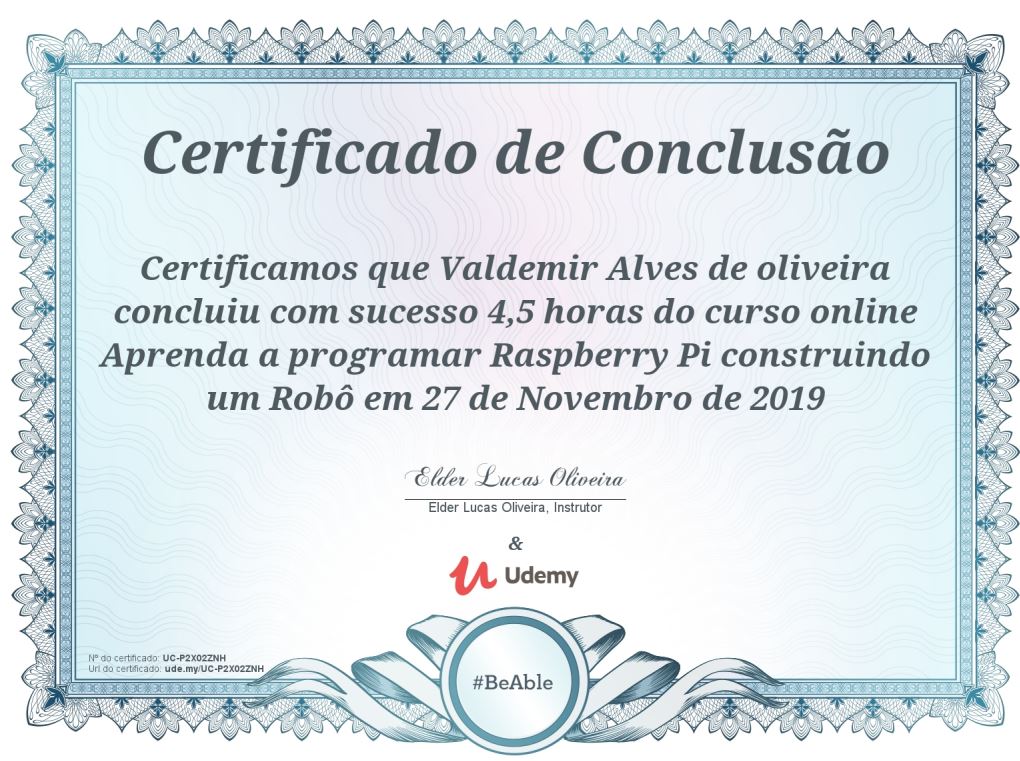 Certificado de Conclusão
Certificamos que Valdemir Alves de oliveira
concluiu com sucesso 4,5 horas do curso online
Aprenda a programar Raspberry Pi construindo
um Robô em 27 de Novembro de 2019
Elder Lucas Oliveira
Elder Lucas Oliveira, Instrutor
&
Udemy
Nº do certificado: UC-P2X02ZNH
Url do certificado: ude.my/UC-P2X02ZNH
#BeAble